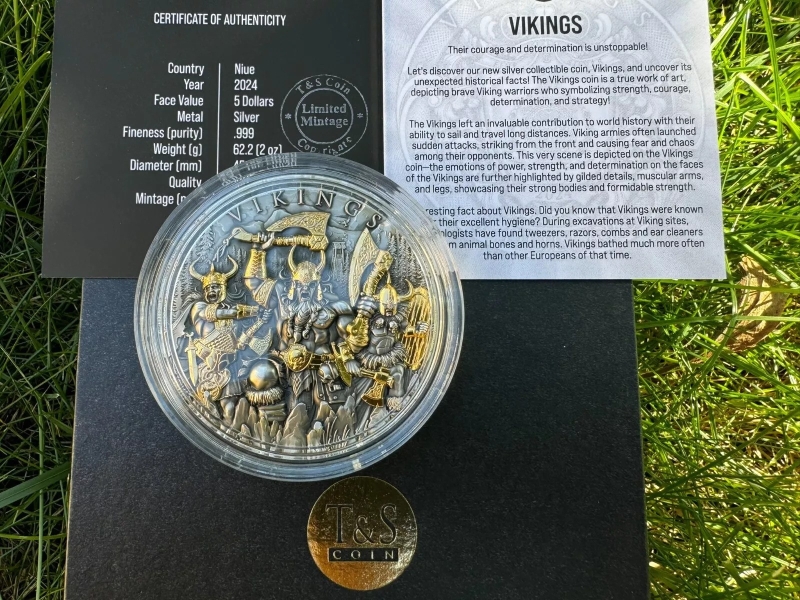 CERTIFICATE OF AUTHENTICITY
Country Niue
Year 2024
Face Value 5 Dollars
Metal Silver
Fineness (purity) .999
Weight (g) 62.2 (2 oz)
Diameter (mm)
Quality
Mintage
T&S Coin
Limited
Mintage
VIKINGS
Their courage and determination is unstoppable!
Let's discover our new silver collectible coin, Vikings, and uncover its
unexpected historical facts! The Vikings coin is a true work of art,
depicting brave Viking warriors who symbolizing strength, courage,
determination, and strategy!
The Vikings left an invaluable contribution to world history with their
ability to sail and travel long distances. Viking armies often launched
sudden attacks, striking from the front and causing fear and chaos
among their opponents. This very scene is depicted on the Vikings
coin—the emotions of power, strength, and determination on the faces
of the Vikings are further highlighted by gilded details, muscular arms,
and legs, showcasing their strong bodies and formidable strength.
fact about Vikings. Did you know that Vikings were known
their excellent hygiene? During excavations at Viking sites,
have found tweezers, razors, combs and ear cleaners
animal bones and horns. Vikings bathed much more often
than other Europeans of that time.
VIKINGS
T&S
COIN